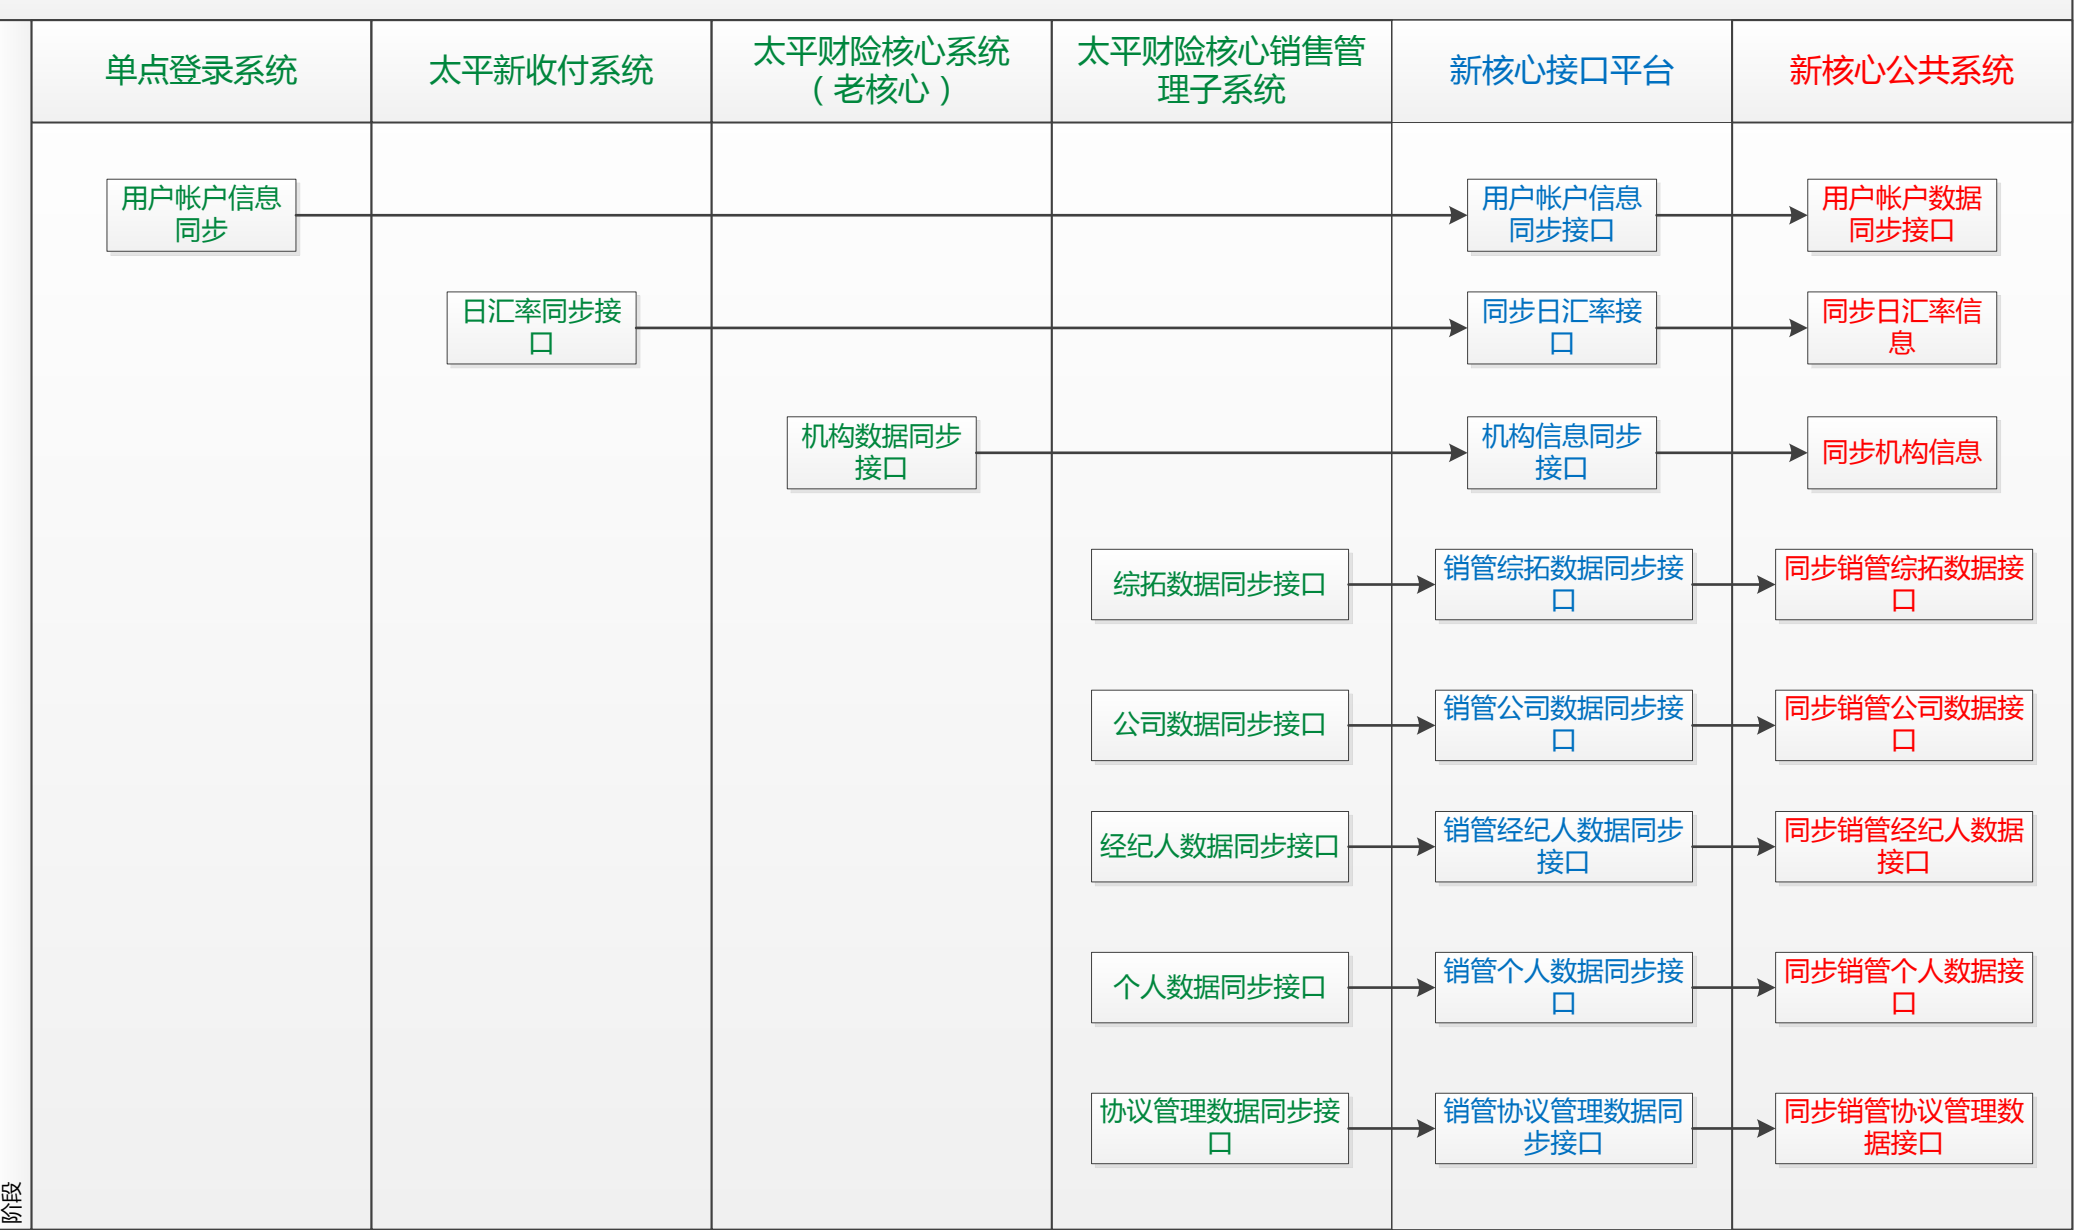 单点登录系统
太平新收付系统
太平财险核心系统
（老核心）
太平财险核心销售管
理子系统
新核心接口平台
新核心公共系统
用户帐户信息
同步
用户帐户信息
同步接口
用户帐户数据
同步接口
日汇率同步接
口
同步日汇率接
口
同步日汇率信
息
机构数据同步
接口
机构信息同步
接口
同步机构信息
综拓数据同步接口
销管综拓数据同步接
口
同步销管综拓数据接
口
公司数据同步接口
销管公司数据同步接
口
同步销管公司数据接
口
经纪人数据同步接口
销管经纪人数据同步
接口
同步销管经纪人数据
接口
个人数据同步接口
销管个人数据同步接
口
同步销管个人数据接
口
协议管理数据同步接
口
销管协议管理数据同
步接口
同步销管协议管理数
据接口
阶段